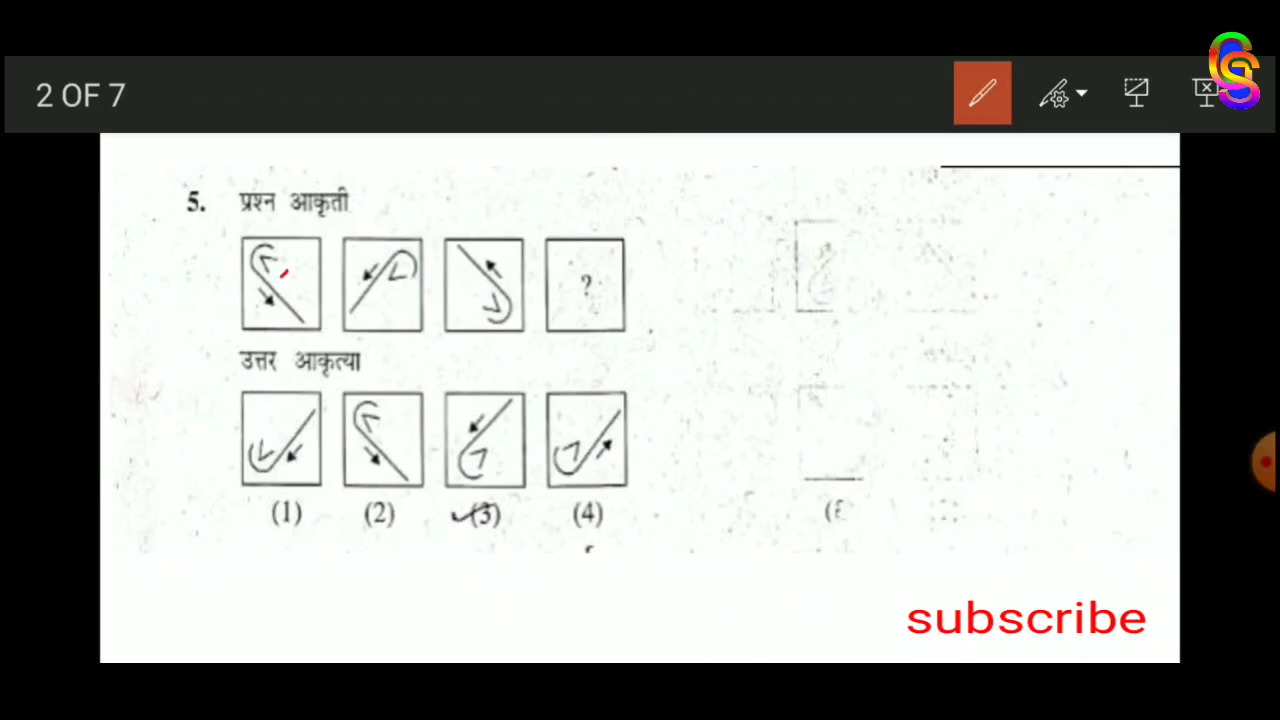 2 OF 7
5. प्रश्न आकृती
?
उत्तर आकृत्या
(1) (2) (3) (4)
subscribe